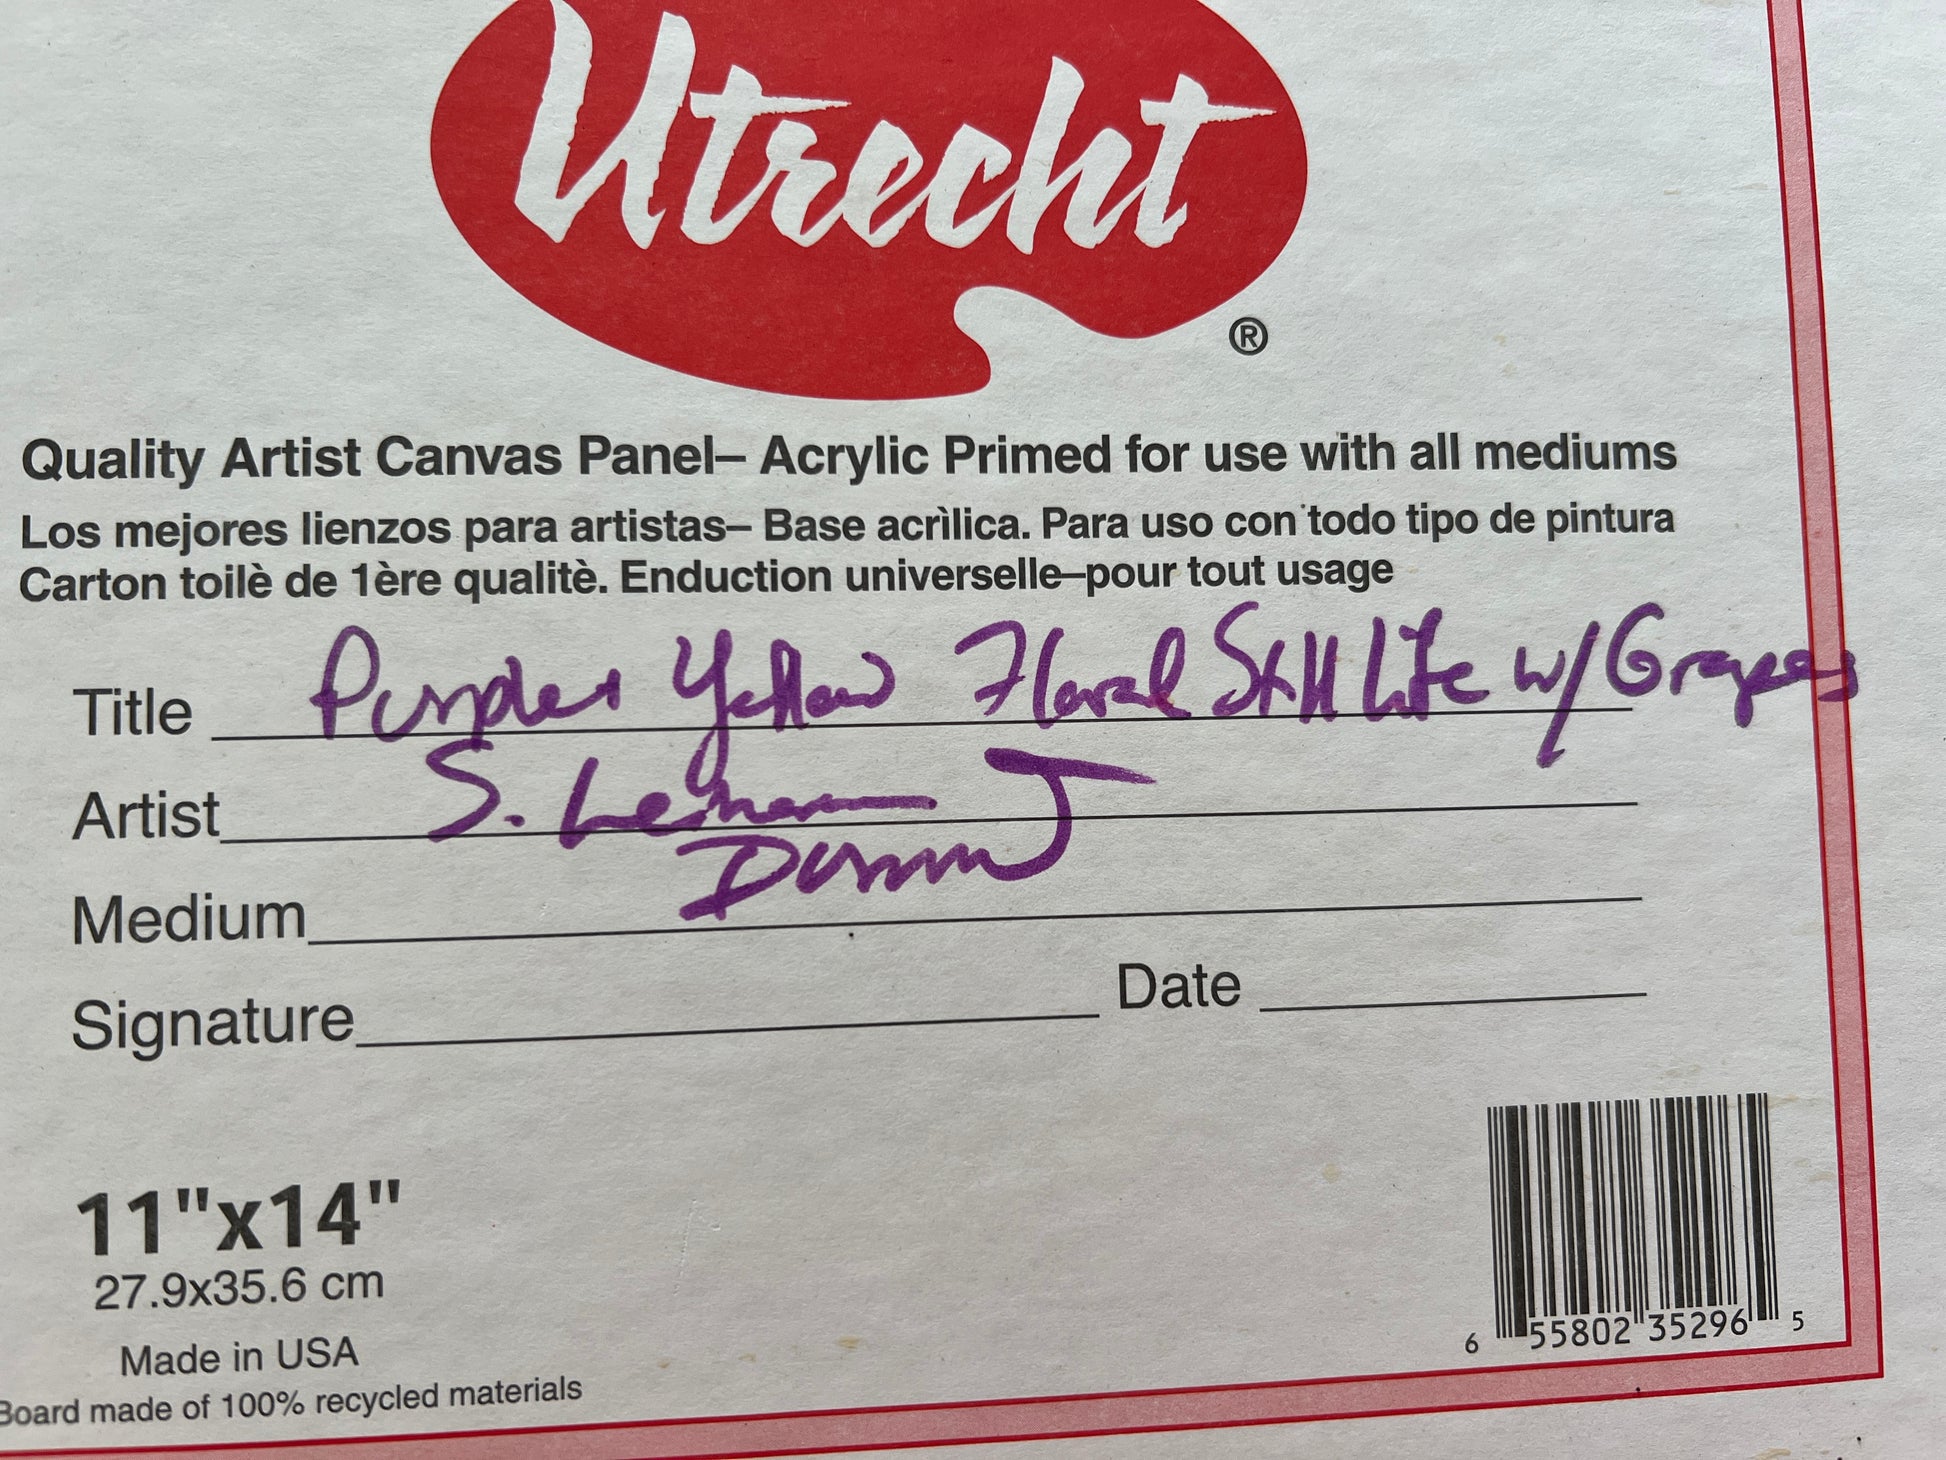 Utrecht
®
Quality Artist Canvas Panel– Acrylic Primed for use with all mediums
Los mejores lienzos para artistas– Base acrìlica. Para uso con todo tipo de pintura
Carton toilè de 1ère qualitè. Enduction universelle–pour tout usage
Title Yellow Floral Still Life w/ Grapes
Artist S.
Medium
Signature Date
11"x14"
27.9x35.6 cm
Made in USA
Board made of 100% recycled materials
6 55802 35296 5